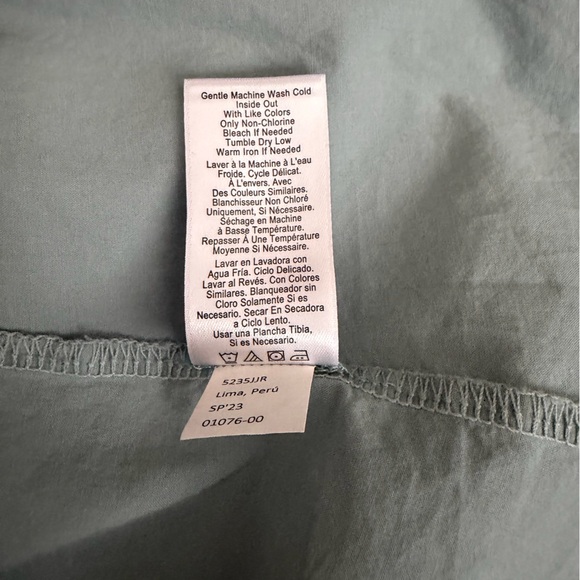 Gentle Machine Wash Cold
Inside Out
With Like Colors
Only Non-Chlorine
Bleach If Needed
Tumble Dry Low
Warm Iron If Needed
Laver à la Machine à L'eau
Froide. Cycle Délicat.
À L'envers. Avec
Des Couleurs Similaires.
Blanchisseur Non Chloré
Uniquement, Si Nécessaire.
Séchage en Machine
à Basse Température.
Repasser À Une Température
Moyenne Si Nécessaire.
Lavar en Lavadora con
Agua Fría. Ciclo Delicado.
Lavar al Revés. Con Colores
Similares. Blanqueador sin
Cloro Solamente Si es
Necesario. Secar En Secadora
a Ciclo Lento.
Usar una Plancha Tibia,
Si es Necesario.
5235JJR
Lima, Perú
SP'23
01076-00